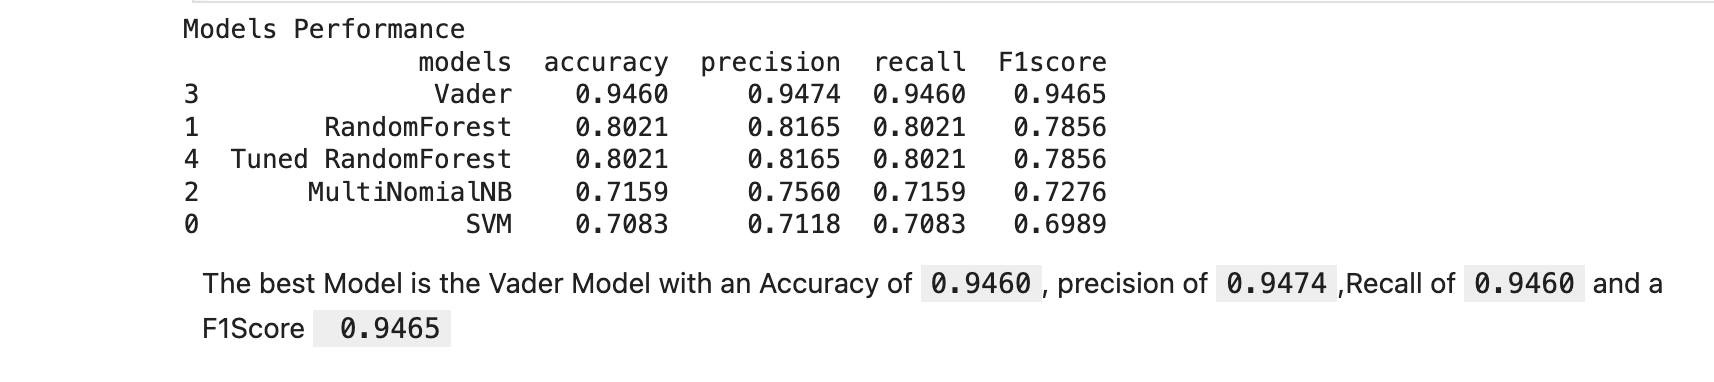 Models Performance
models accuracy precision recall F1score
3 Vader 0.9460 0.9474 0.9460 0.9465
1 RandomForest 0.8021 0.8165 0.8021 0.7856
4 Tuned RandomForest 0.8021 0.8165 0.8021 0.7856
2 MultiNomialNB 0.7159 0.7560 0.7159 0.7276
0 SVM 0.7083 0.7118 0.7083 0.6989
The best Model is the Vader Model with an Accuracy of 0.9460, precision of 0.9474,Recall of 0.9460 and a
F1Score 0.9465